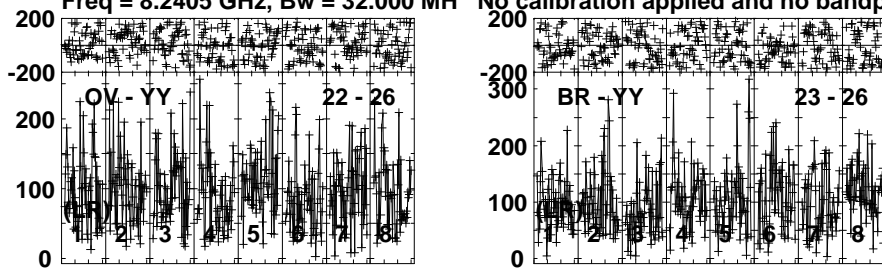 Freq = 8.2405 GHz, Bw = 32.000 MH No calibration applied and no bandp
200
-200
OV - YY 22 - 26
200
100
0
(LR)
1 2 3 4 5 6 7 8
200
-200
300
BR - YY 23 - 26
200
100
0
(LR)
1 2 3 4 5 6 7 8